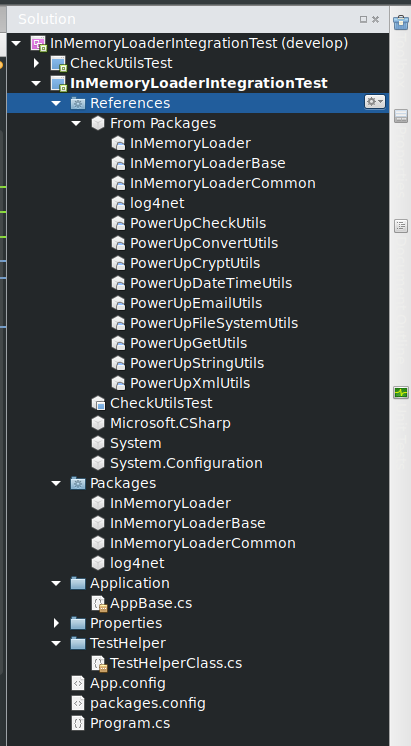 Solution
InMemoryLoaderIntegrationTest (develop)
CheckUtilsTest
InMemoryLoaderIntegrationTest
References
From Packages
InMemoryLoader
InMemoryLoaderBase
InMemoryLoaderCommon
log4net
PowerUpCheckUtils
PowerUpConvertUtils
PowerUpCryptUtils
PowerUpDateTimeUtils
PowerUpEmailUtils
PowerUpFileSystemUtils
PowerUpGetUtils
PowerUpStringUtils
PowerUpXmlUtils
CheckUtilsTest
Microsoft.CSharp
System
System.Configuration
Packages
InMemoryLoader
InMemoryLoaderBase
InMemoryLoaderCommon
log4net
Application
AppBase.cs
Properties
TestHelper
TestHelperClass.cs
App.config
packages.config
Program.cs